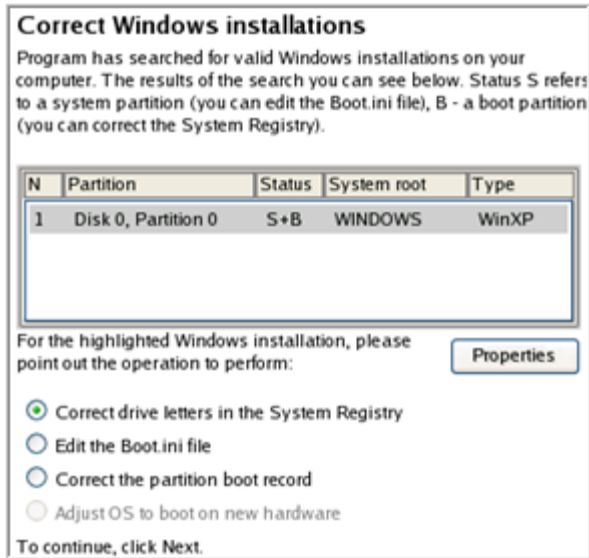 Correct Windows installations
Program has searched for valid Windows installations on your
computer. The results of the search you can see below. Status S refers
to a system partition (you can edit the Boot.ini file), B - a boot partition
(you can correct the System Registry).
N Partition Status System root Type
1 Disk 0, Partition 0 S+B WINDOWS WinXP
For the highlighted Windows installation, please
point out the operation to perform:
Properties
Correct drive letters in the System Registry
Edit the Boot.ini file
Correct the partition boot record
Adjust OS to boot on new hardware
To continue, click Next.